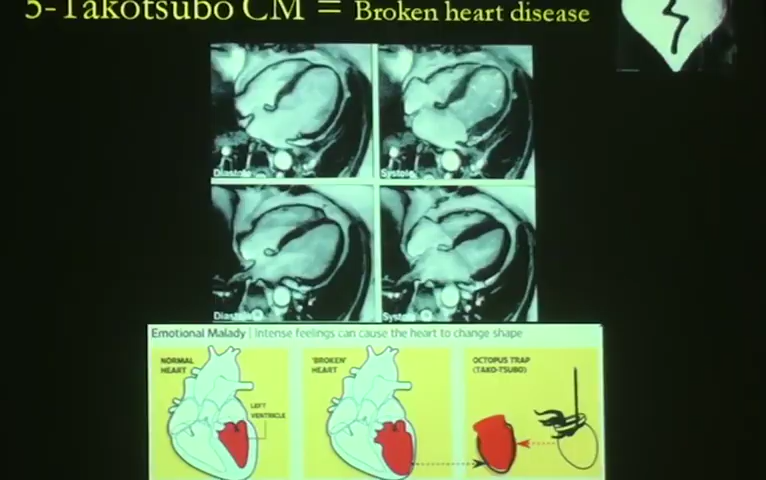 5-Takotsubo CM = Broken heart disease
Diastole
Systole
Diastole
Systole
Emotional Malady | Intense feelings can cause the heart to change shape
NORMAL
HEART
LEFT
VENTRICLE
'BROKEN'
HEART
OCTOPUS TRAP
(TAKO-TSUBO)